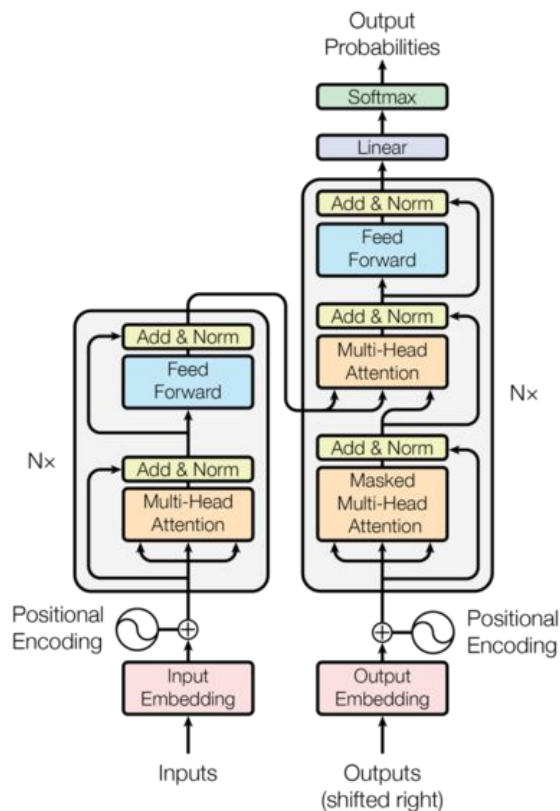 Output
Probabilities
Softmax
Linear
Add & Norm
Feed
Forward
Add & Norm
Multi-Head
Attention
Add & Norm
Masked
Multi-Head
Attention
N×
Add & Norm
Feed
Forward
Add & Norm
Multi-Head
Attention
N×
Positional
Encoding
Positional
Encoding
Input
Embedding
Output
Embedding
Inputs
Outputs
(shifted right)